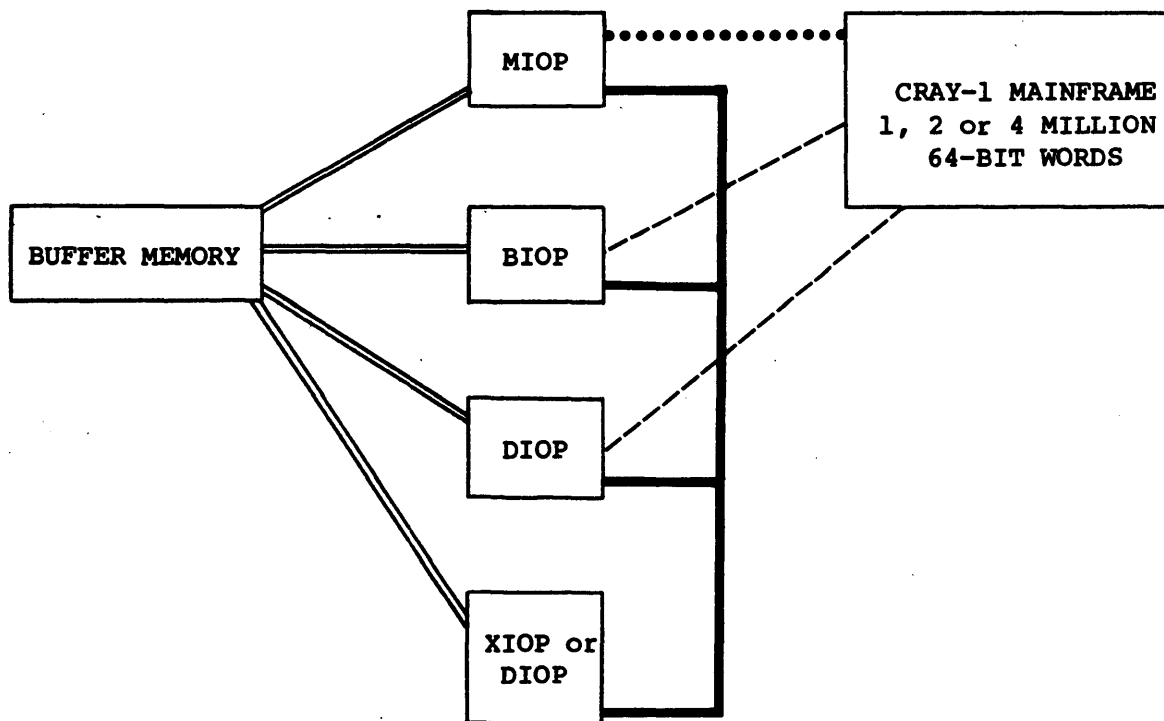 MIOP
CRAY-1 MAINFRAME
1, 2 or 4 MILLION
64-BIT WORDS
BUFFER MEMORY
BIOP
DIOP
XIOP or
DIOP